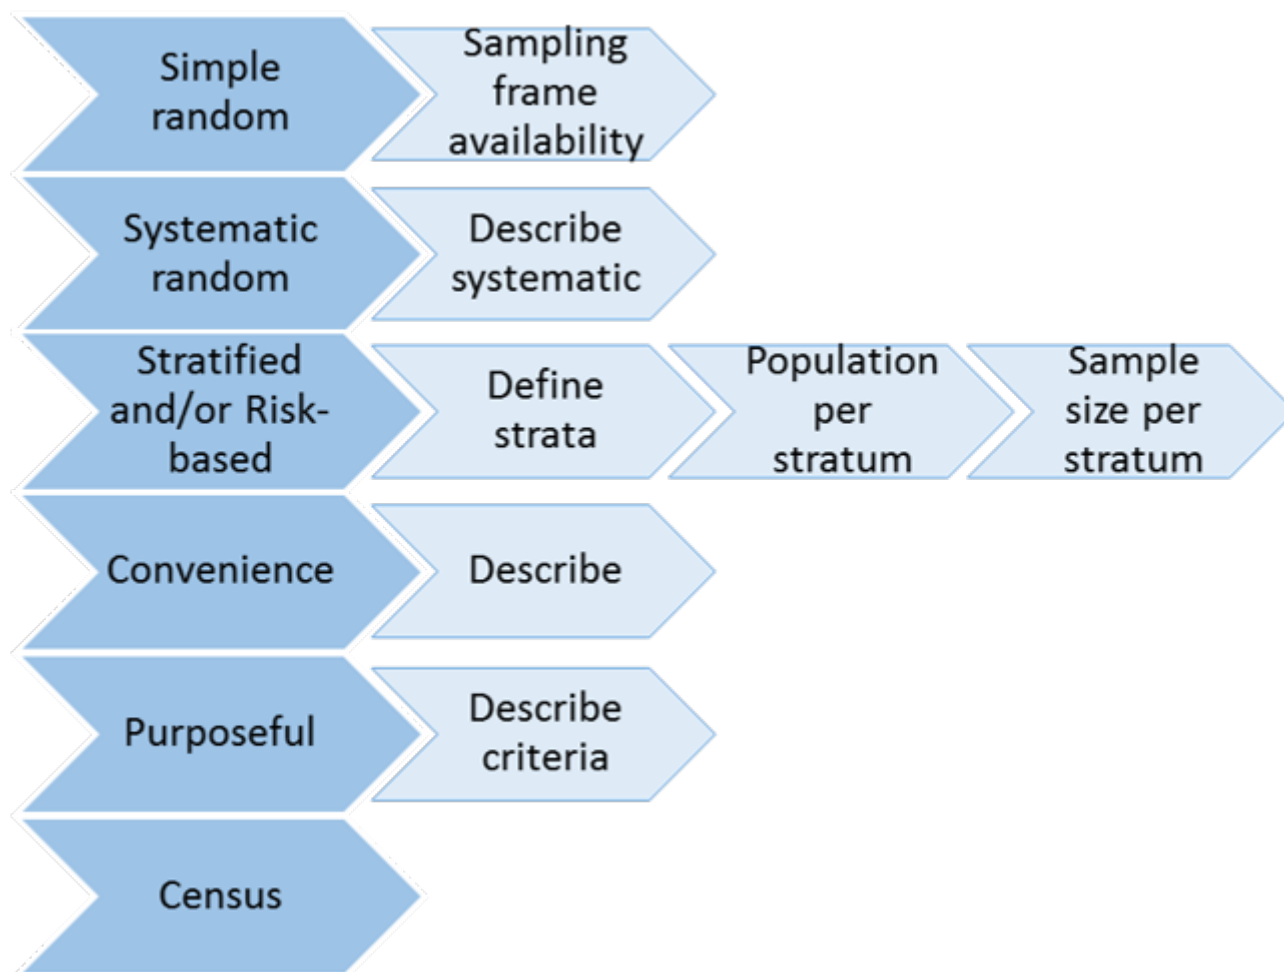 Simple
random
Sampling
frame
availability
Systematic
random
Describe
systematic
Stratified
and/or Risk-
based
Define
strata
Population
per
stratum
Sample
size per
stratum
Convenience
Describe
Purposeful
Describe
criteria
Census